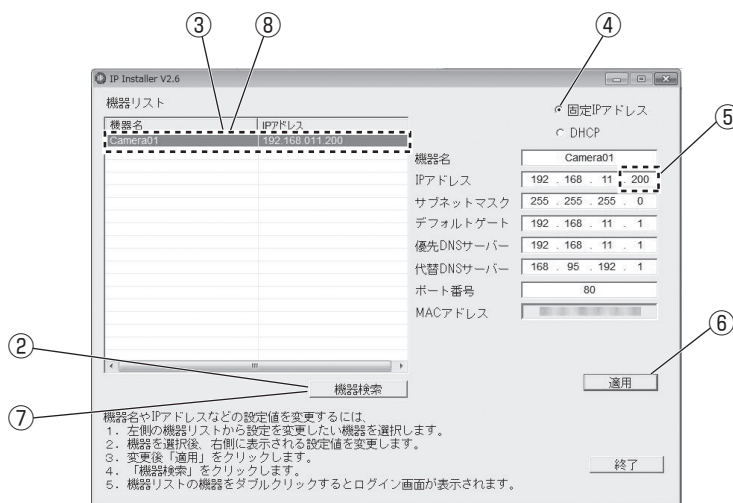 ③ ⑧ ④
IP Installer V2.6
機器リスト
機器名 IPアドレス
Camera01 192.168.011.200
固定IPアドレス
DHCP
⑤
機器名 Camera01
IPアドレス 192 . 168 . 11 . 200
サブネットマスク 255 . 255 . 255 . 0
デフォルトゲート 192 . 168 . 11 . 1
優先DNSサーバー 192 . 168 . 11 . 1
代替DNSサーバー 168 . 95 . 192 . 1
ポート番号 80
MACアドレス
②
⑥
機器検索
適用
⑦
機器名やIPアドレスなどの設定値を変更するには、
1. 左側の機器リストから設定を変更したい機器を選択します。
2. 機器を選択後、右側に表示される設定値を変更します。
3. 変更後「適用」をクリックします。
4. 「機器検索」をクリックします。
5. 機器リストの機器をダブルクリックするとログイン画面が表示されます。
終了